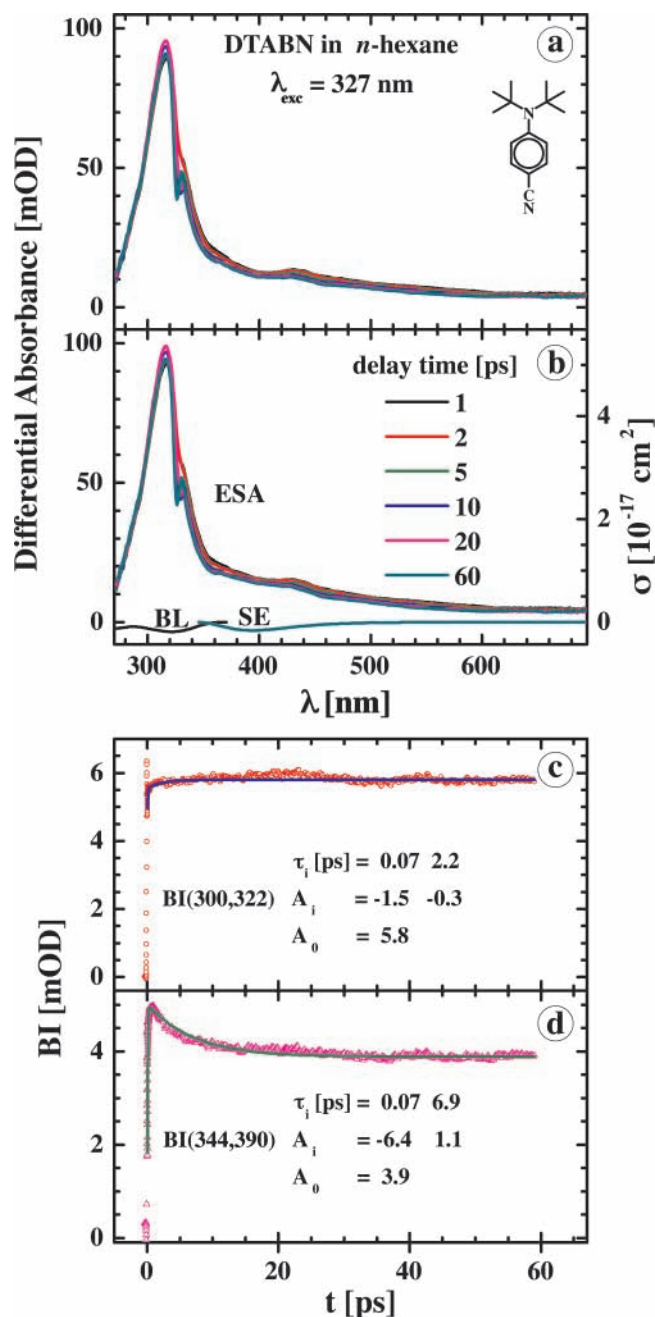 DTABN in n-hexane
λexc = 327 nm
a
N
C
N
100
50
0
Differential Absorbance [mOD]
b
delay time [ps]
1
2
5
10
20
60
ESA
BL
SE
100
50
0
4
2
0
σ [10-17 cm2]
300 400 500 600
λ [nm]
c
6
4
2
0
BI(300,322)
τi [ps] = 0.07 2.2
Ai = -1.5 -0.3
A0 = 5.8
BI [mOD]
d
4
2
0
BI(344,390)
τi [ps] = 0.07 6.9
Ai = -6.4 1.1
A0 = 3.9
0 20 40 60
t [ps]